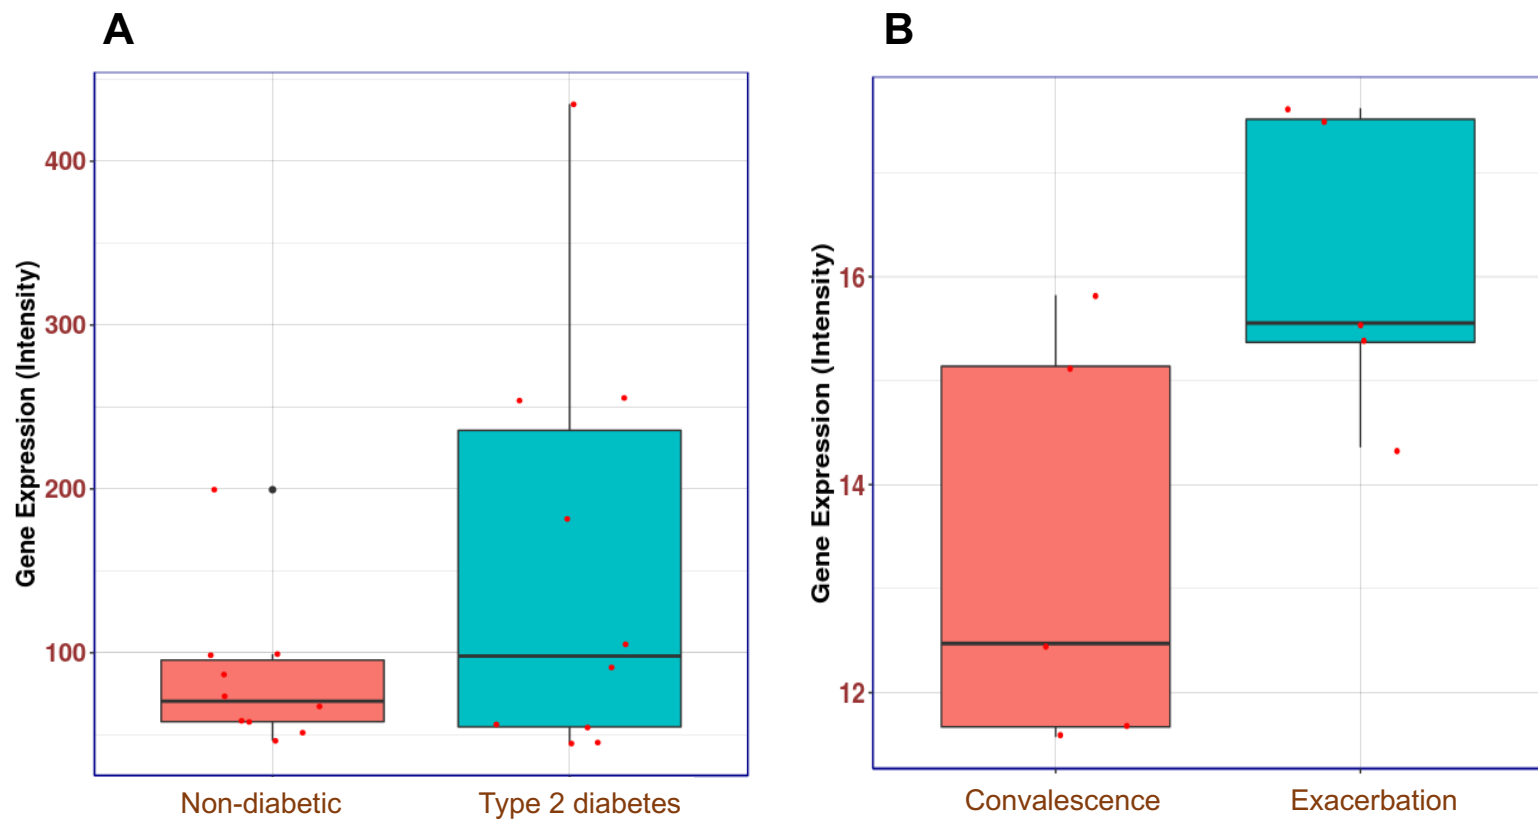 A
B
Gene Expression (Intensity)
400
300
200
100
Non-diabetic
Type 2 diabetes
Gene Expression (Intensity)
16
14
12
Convalescence
Exacerbation